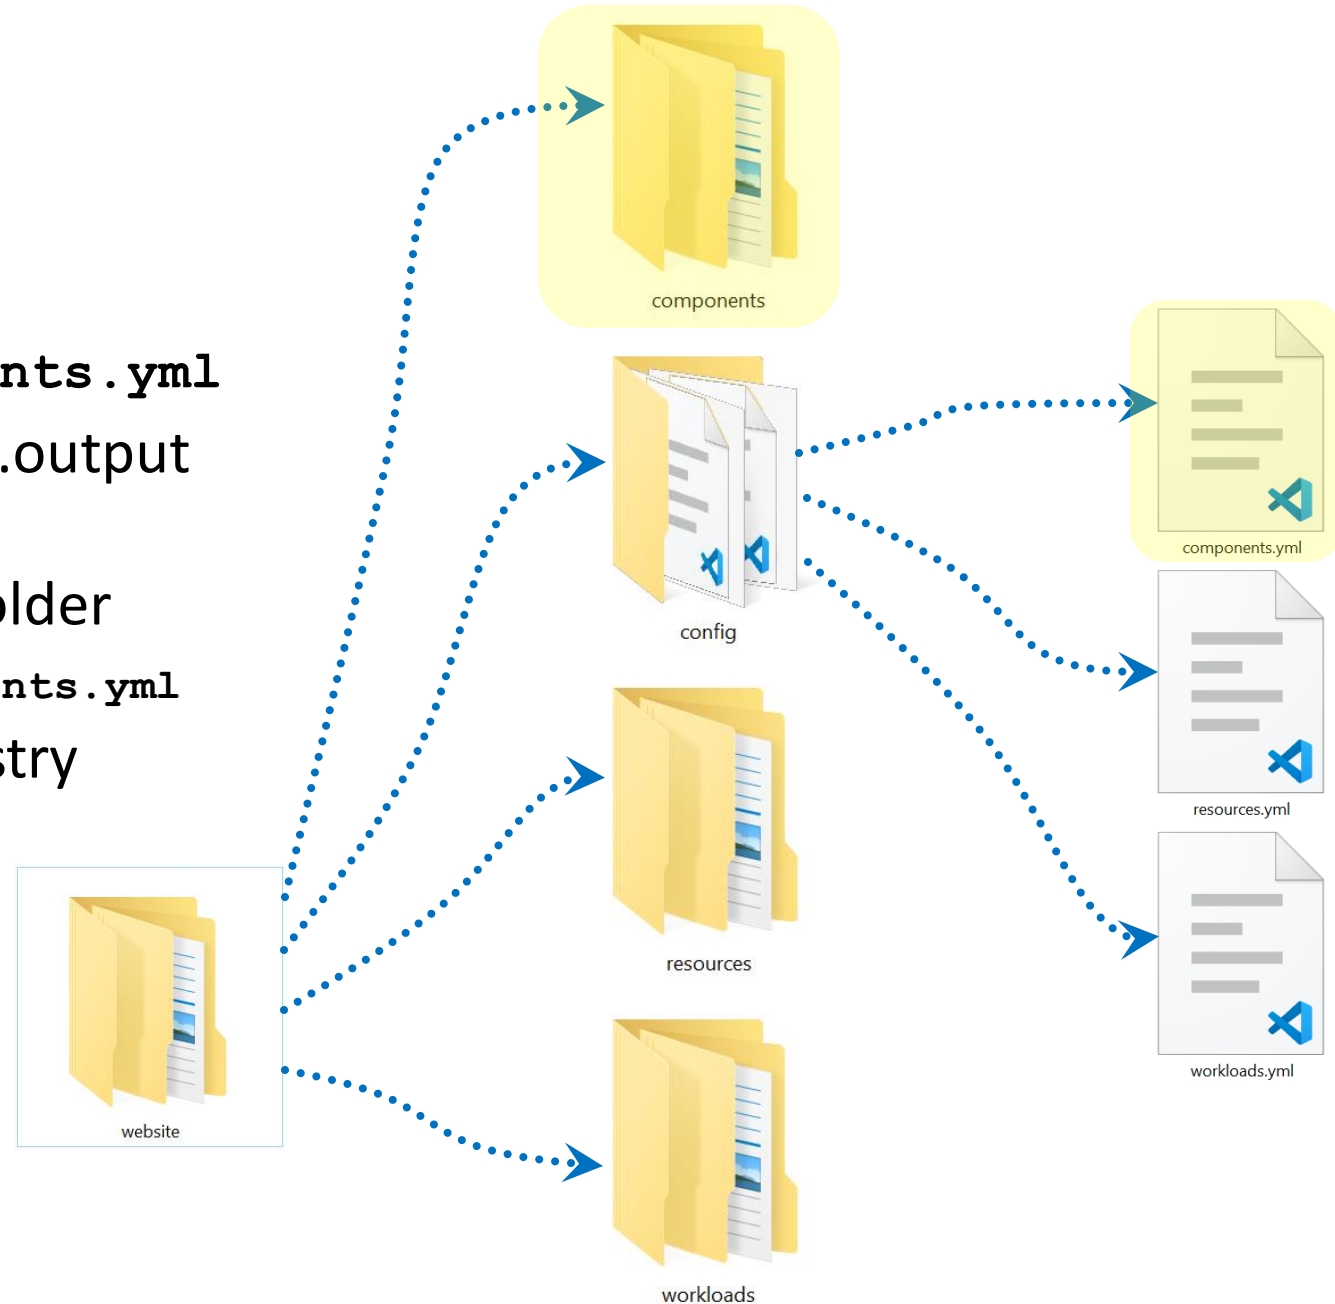 components
nts.yml
.output
components.yml
older
config
nts.yml
stry
resources.yml
resources
workloads.yml
website
workloads